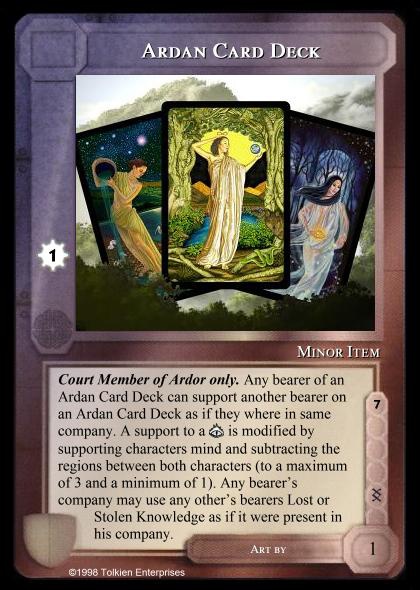 ARDAN CARD DECK
1
MINOR ITEM
Court Member of Ardor only. Any bearer of an
Ardan Card Deck can support another bearer on
an Ardan Card Deck as if they where in same
company. A support to a is modified by
supporting characters mind and subtracting the
regions between both characters (to a maximum
of 3 and a minimum of 1). Any bearer's
company may use any other's bearers Lost or
Stolen Knowledge as if it were present in
his company.
7
ART BY
1
©1998 Tolkien Enterprises